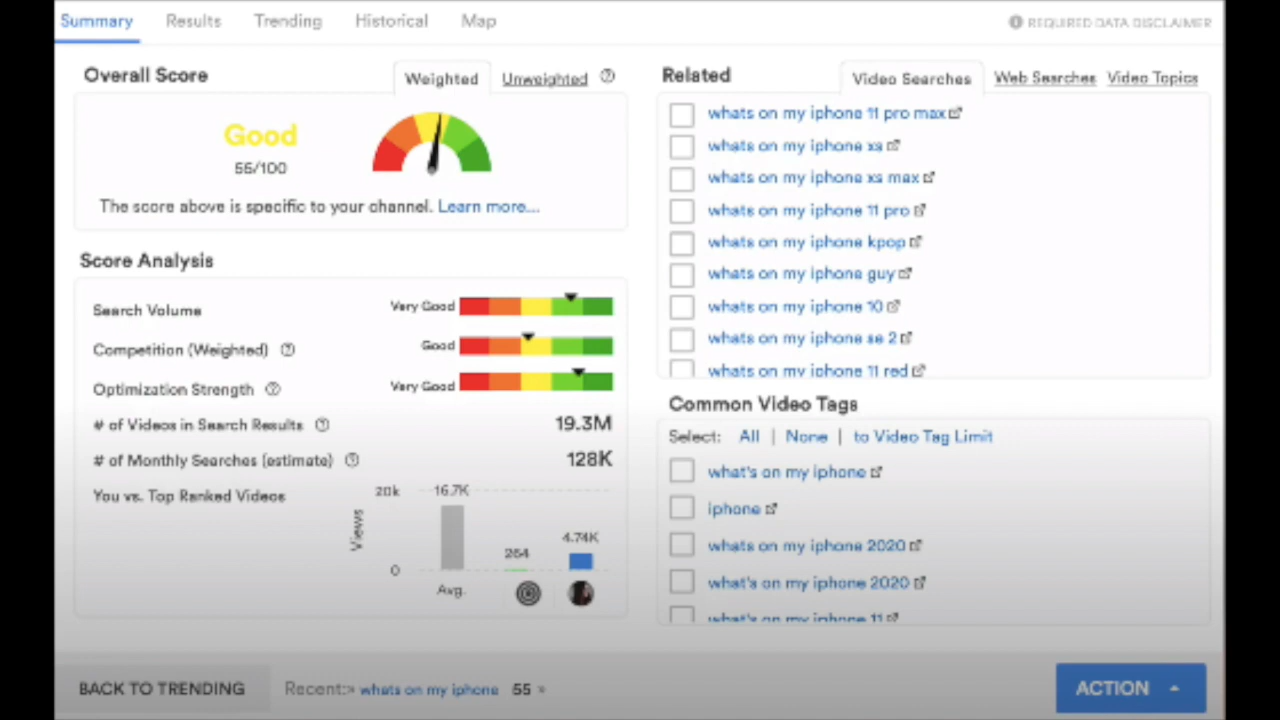 Summary Results Trending Historical Map
REQUIRED DATA DISCLAIMER
Overall Score
Weighted Unweighted
Good
55/100
The score above is specific to your channel. Learn more...
Score Analysis
Search Volume Very Good
Competition (Weighted) Good
Optimization Strength Very Good
# of Videos in Search Results 19.3M
# of Monthly Searches (estimate) 128K
You vs. Top Ranked Videos
Views
20k
0
16.7K
264
4.74K
Avg.
Related
Video Searches Web Searches Video Topics
whats on my iphone 11 pro max
whats on my iphone xs
whats on my iphone xs max
whats on my iphone 11 pro
whats on my iphone kpop
whats on my iphone guy
whats on my iphone 10
whats on my iphone se 2
whats on my iphone 11 red
Common Video Tags
Select: All | None | to Video Tag Limit
what's on my iphone
iphone
whats on my iphone 2020
what's on my iphone 2020
what's on my iphone 11
BACK TO TRENDING
Recent:» whats on my iphone 55 »
ACTION